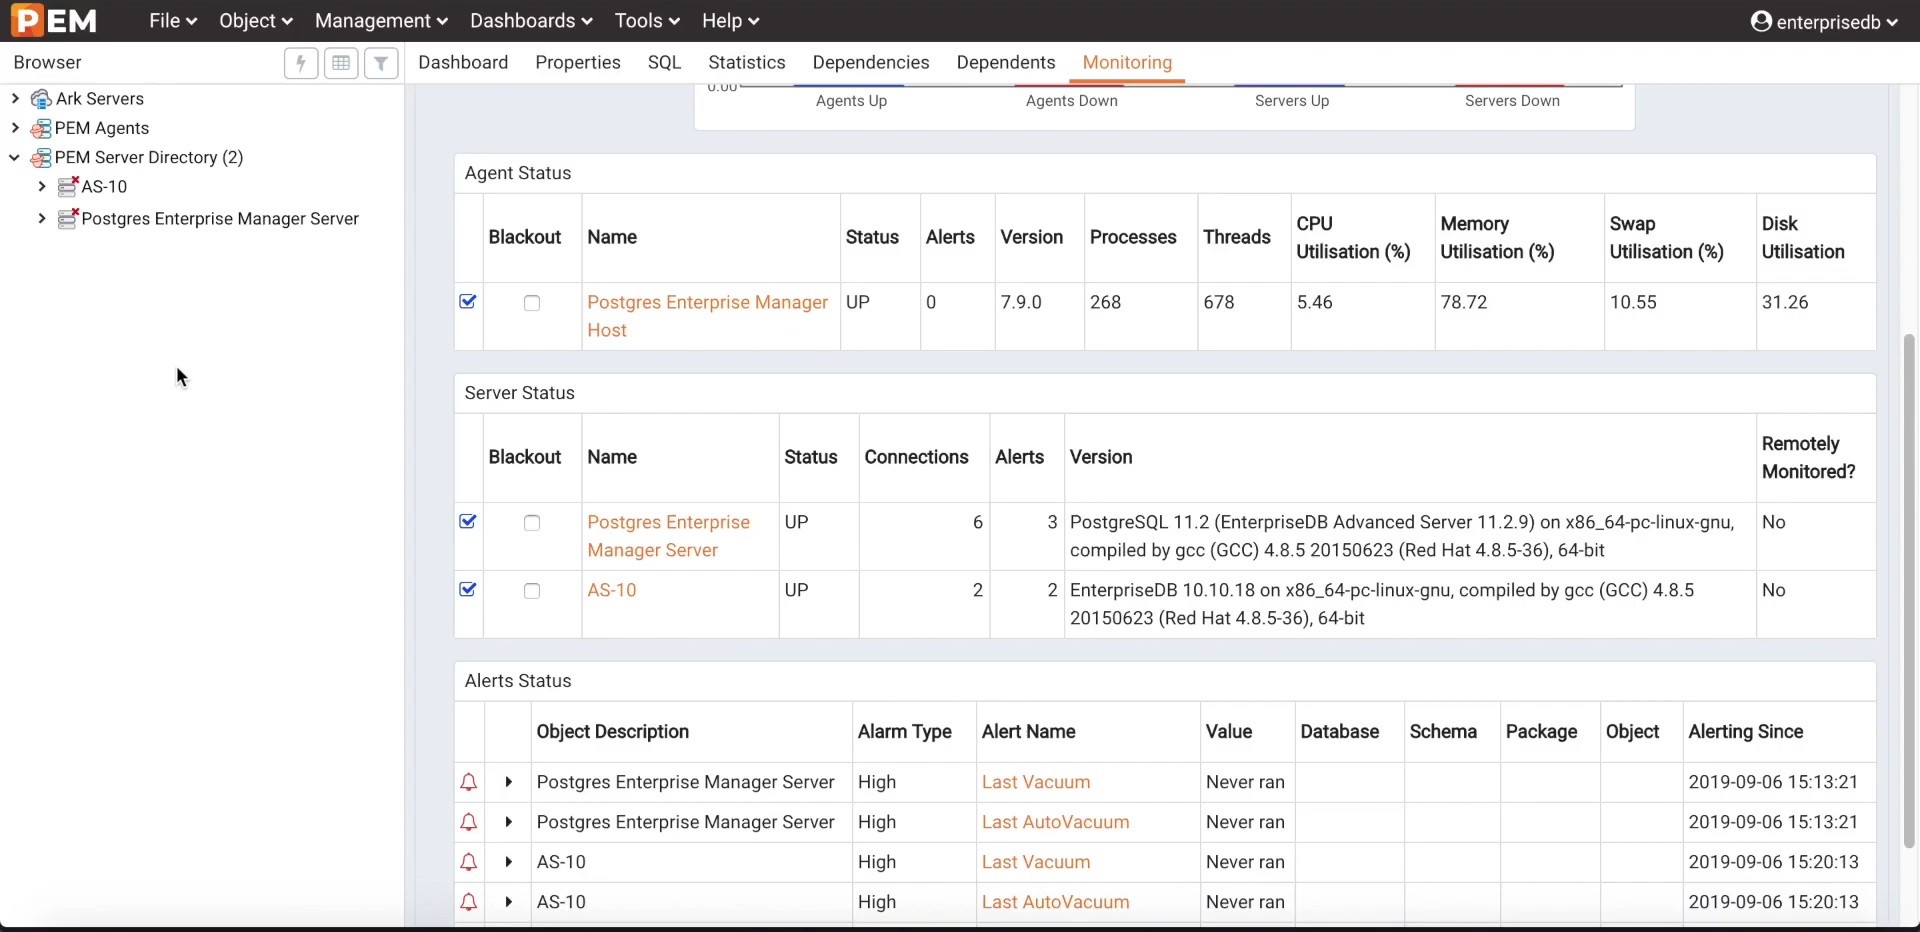 PEM File Object Management Dashboards Tools Help enterprisedb
Browser
Dashboard Properties SQL Statistics Dependencies Dependents Monitoring
Ark Servers
PEM Agents
PEM Server Directory (2)
AS-10
Postgres Enterprise Manager Server
0.00
Agents Up Agents Down Servers Up Servers Down
Agent Status
Blackout Name Status Alerts Version Processes Threads CPU Utilisation (%) Memory Utilisation (%) Swap Utilisation (%) Disk Utilisation
Postgres Enterprise Manager Host UP 0 7.9.0 268 678 5.46 78.72 10.55 31.26
Server Status
Blackout Name Status Connections Alerts Version Remotely Monitored?
Postgres Enterprise Manager Server UP 6 3 PostgreSQL 11.2 (EnterpriseDB Advanced Server 11.2.9) on x86_64-pc-linux-gnu, compiled by gcc (GCC) 4.8.5 20150623 (Red Hat 4.8.5-36), 64-bit No
AS-10 UP 2 2 EnterpriseDB 10.10.18 on x86_64-pc-linux-gnu, compiled by gcc (GCC) 4.8.5 20150623 (Red Hat 4.8.5-36), 64-bit No
Alerts Status
Object Description Alarm Type Alert Name Value Database Schema Package Object Alerting Since
Postgres Enterprise Manager Server High Last Vacuum Never ran 2019-09-06 15:13:21
Postgres Enterprise Manager Server High Last AutoVacuum Never ran 2019-09-06 15:13:21
AS-10 High Last Vacuum Never ran 2019-09-06 15:20:13
AS-10 High Last AutoVacuum Never ran 2019-09-06 15:20:13